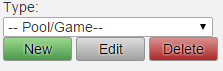 Type:
-- Pool/Game--
New Edit Delete